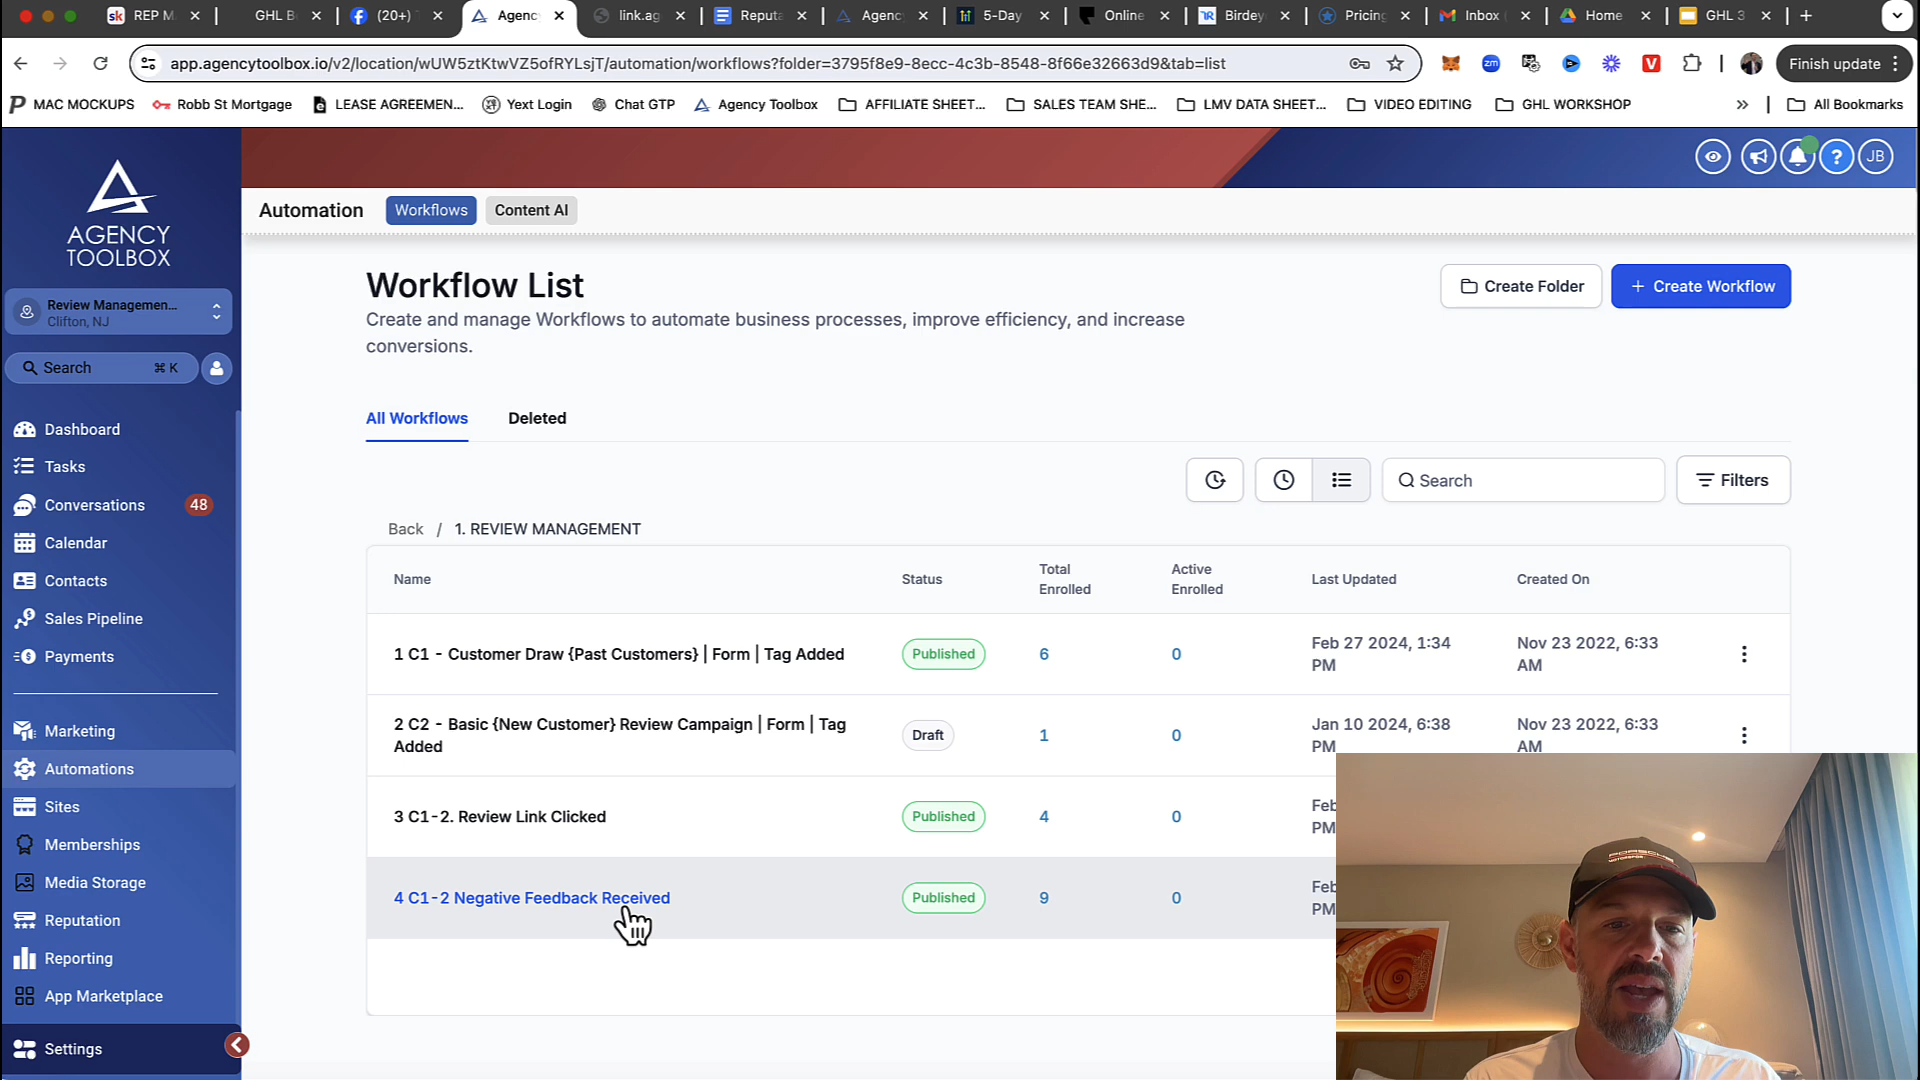 REP M
GHL B
(20+)
Agency
link.ag
Reputa
Agency
5-Day
Online
Birdey
Pricing
Inbox
Home
GHL 3
app.agencytoolbox.io/v2/location/wUW5ztKtwVZ5ofRYLsjT/automation/workflows?folder=3795f8e9-8ecc-4c3b-8548-8f66e32663d9&tab=list
Finish update
MAC MOCKUPS
Robb St Mortgage
LEASE AGREEMEN...
Yext Login
Chat GTP
Agency Toolbox
AFFILIATE SHEET...
SALES TEAM SHE...
LMV DATA SHEET...
VIDEO EDITING
GHL WORKSHOP
All Bookmarks
JB
AGENCY
TOOLBOX
Review Managemen...
Clifton, NJ
Search ⌘ K
Dashboard
Tasks
Conversations 48
Calendar
Contacts
Sales Pipeline
Payments
Marketing
Automations
Sites
Memberships
Media Storage
Reputation
Reporting
App Marketplace
Settings
Automation Workflows Content AI
Workflow List
Create and manage Workflows to automate business processes, improve efficiency, and increase
conversions.
Create Folder
+ Create Workflow
All Workflows Deleted
Search
Filters
Back / 1. REVIEW MANAGEMENT
Name Status Total Enrolled Active Enrolled Last Updated Created On
1 C1 - Customer Draw {Past Customers} | Form | Tag Added Published 6 0 Feb 27 2024, 1:34 PM Nov 23 2022, 6:33 AM
2 C2 - Basic {New Customer} Review Campaign | Form | Tag Added Draft 1 0 Jan 10 2024, 6:38 PM Nov 23 2022, 6:33 AM
3 C1-2. Review Link Clicked Published 4 0 Feb PM
4 C1-2 Negative Feedback Received Published 9 0 Feb PM
PORSCHE